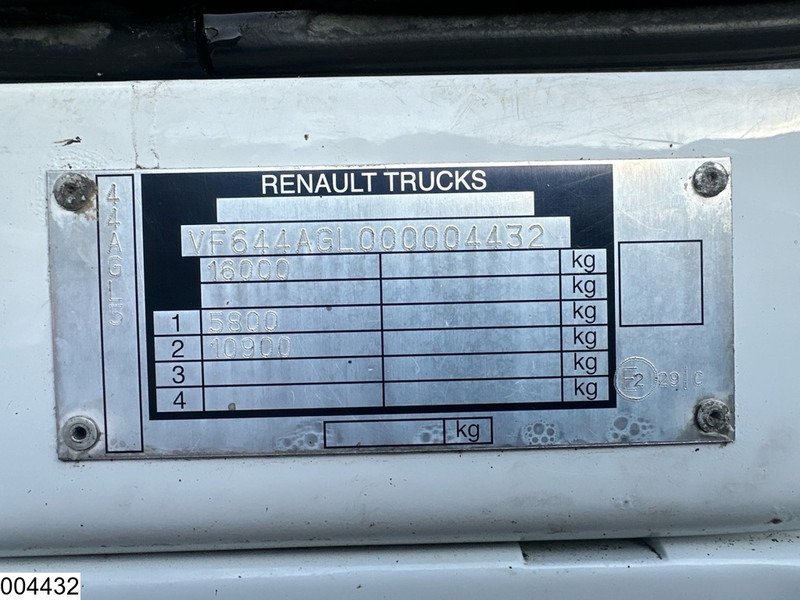 RENAULT TRUCKS
44AGL5
VF644AGL000004432
16000 kg
kg
1 5800 kg
2 10900 kg
3 kg
4 kg
kg
E2 29 C
004432